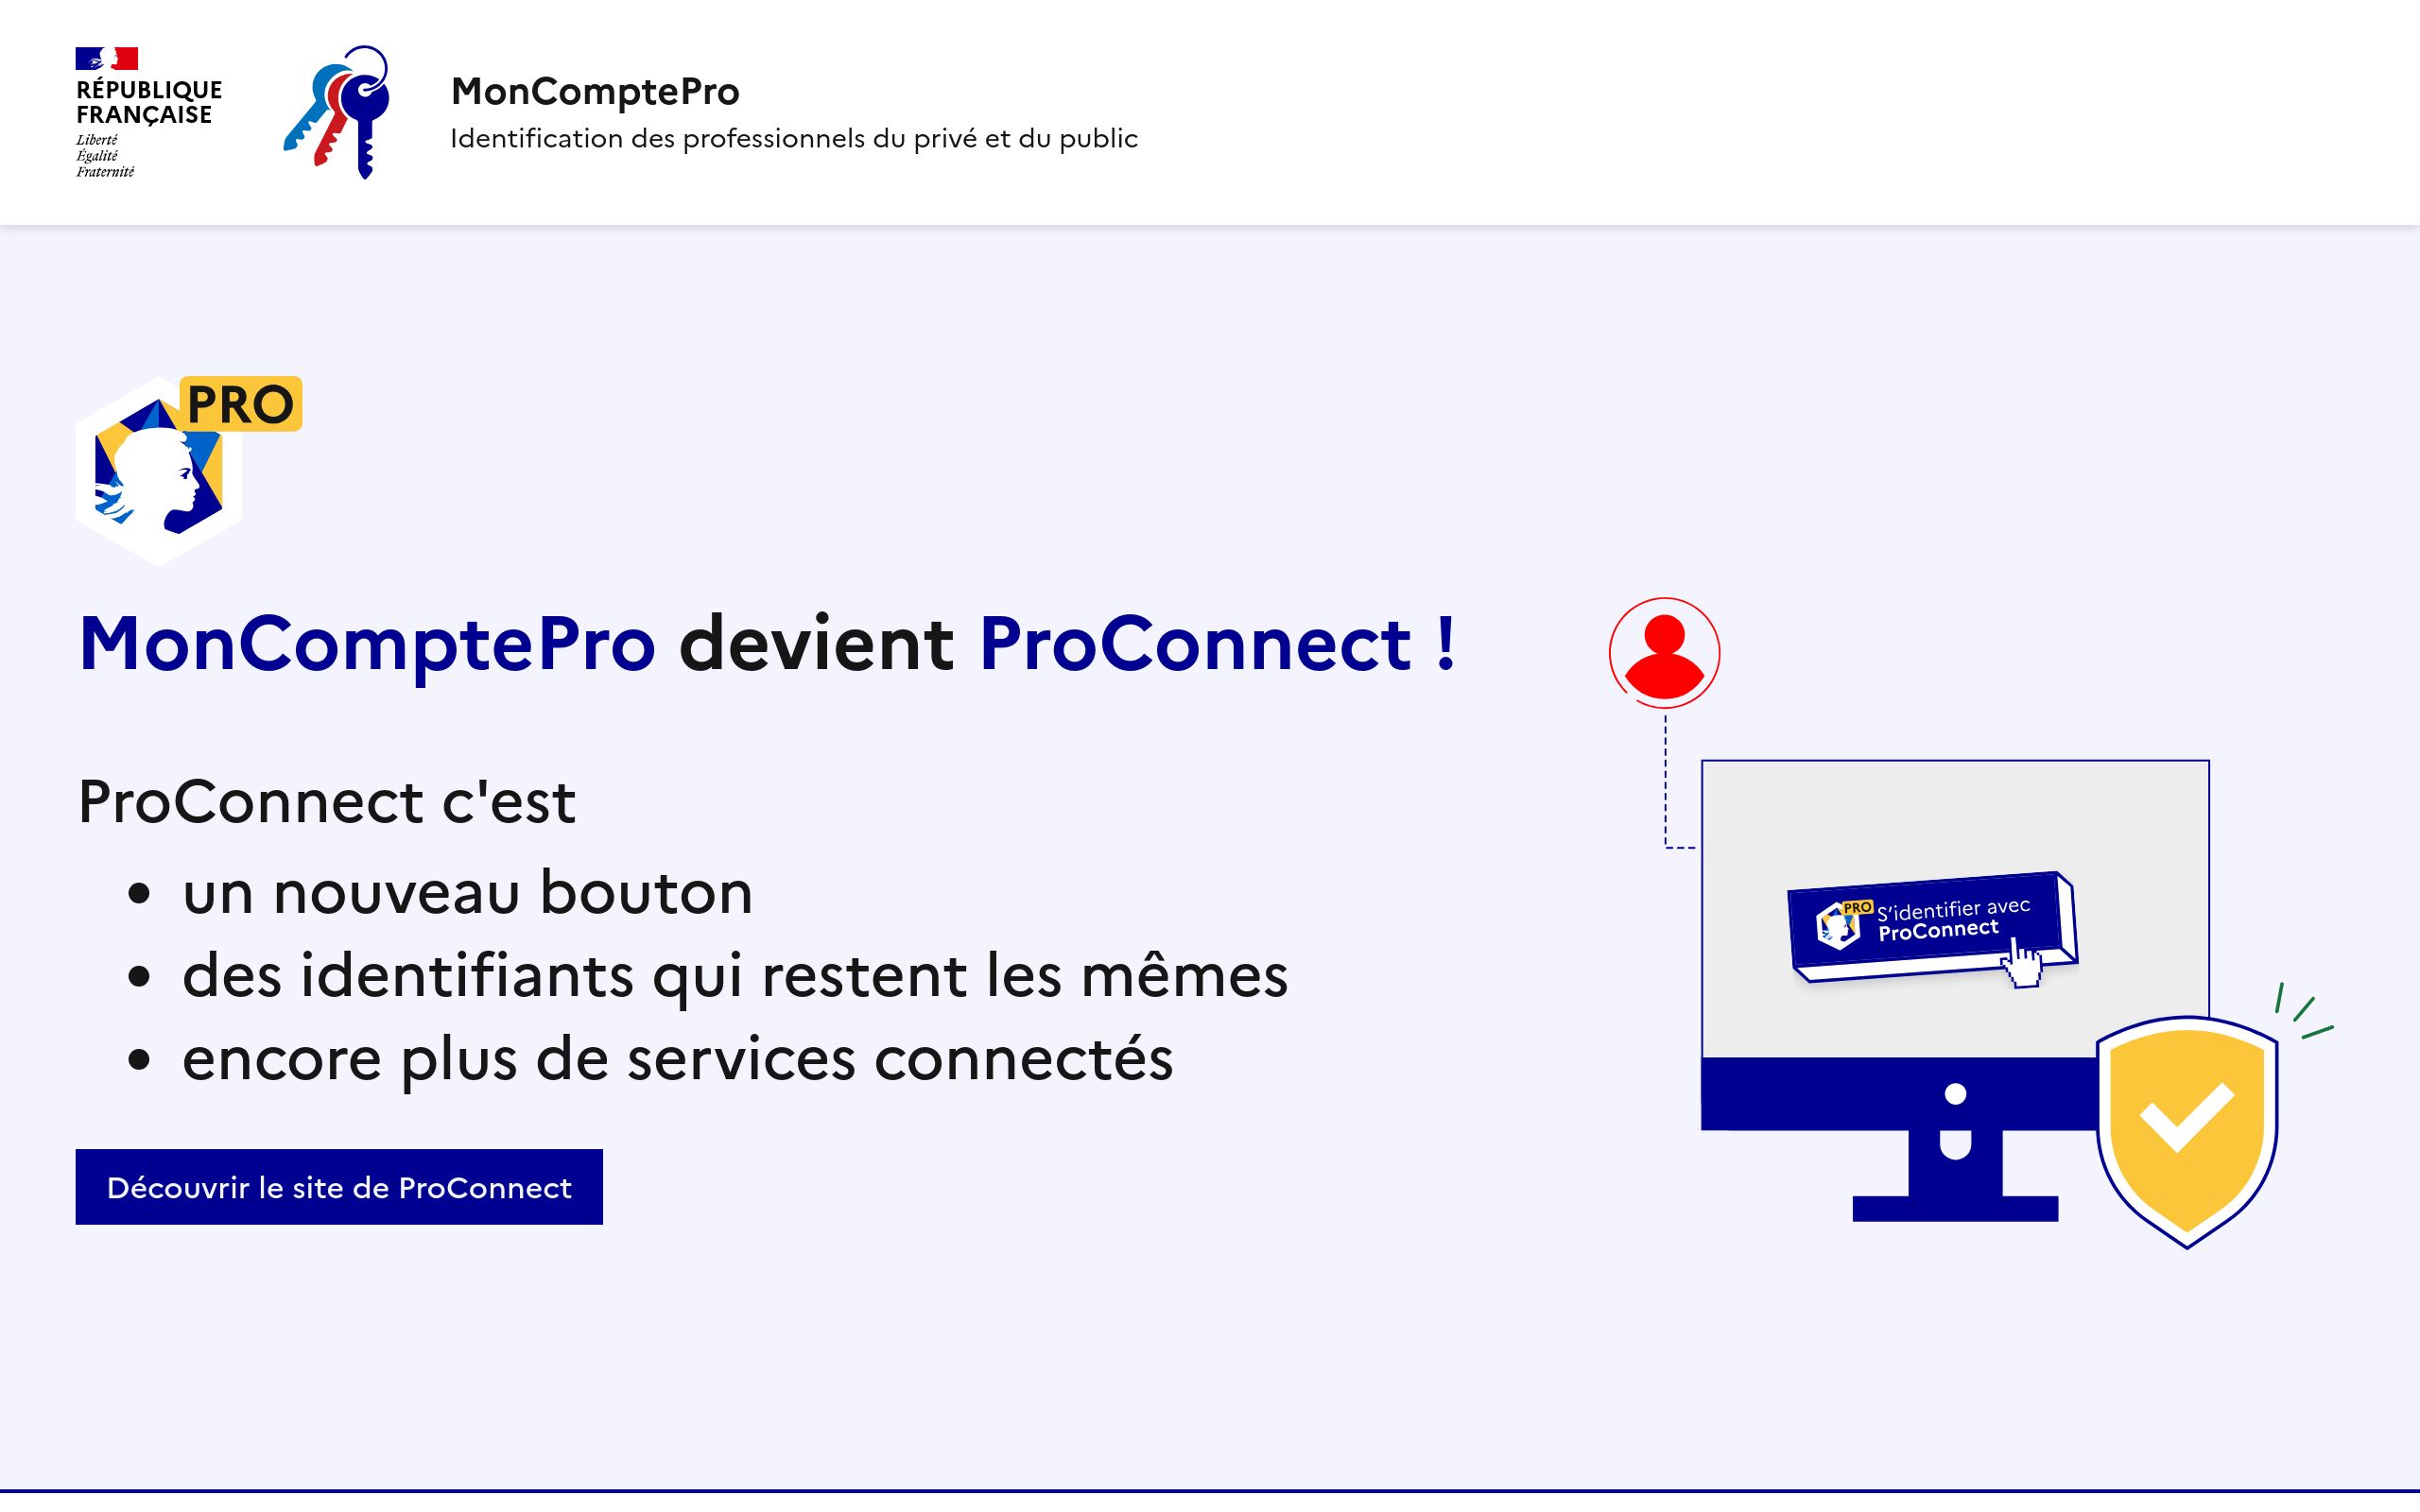 RÉPUBLIQUE
FRANÇAISE
Liberté
Égalité
Fraternité
MonComptePro
Identification des professionnels du privé et du public
PRO
MonComptePro devient ProConnect !
ProConnect c'est
• un nouveau bouton
• des identifiants qui restent les mêmes
• encore plus de services connectés
Découvrir le site de ProConnect
PRO
S'identifier avec
ProConnect